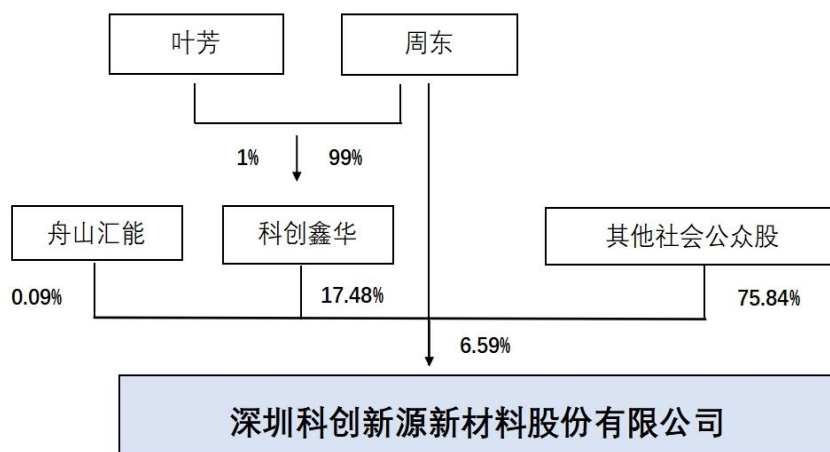 叶芳
周东
1%
99%
舟山汇能
科创鑫华
其他社会公众股
0.09%
17.48%
75.84%
6.59%
深圳科创新源新材料股份有限公司